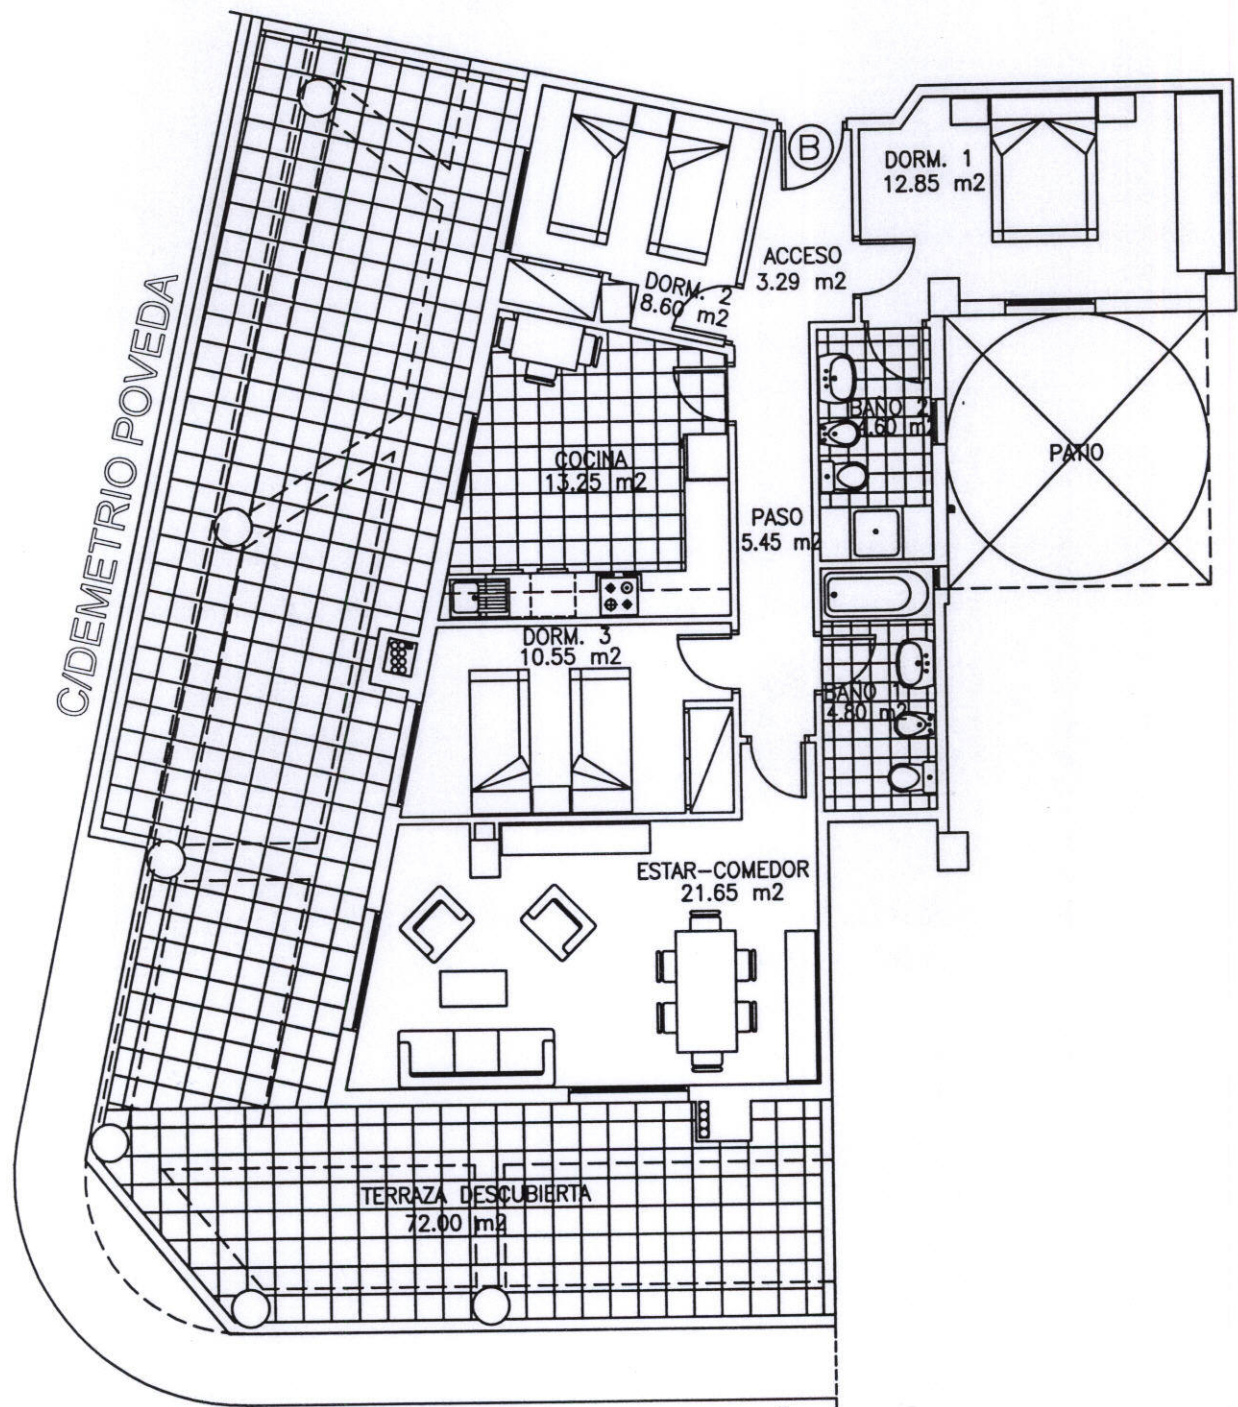 B
DORM. 1
12.85 m2
ACCESO
3.29 m2
DORM. 2
8.60 m2
C/DEMETRIO POVEDA
BAÑO 2
4.60 m2
COCINA
13.25 m2
PATIO
PASO
5.45 m2
DORM. 3
10.55 m2
BAÑO 1
4.80 m2
ESTAR-COMEDOR
21.65 m2
TERRAZA DESCUBIERTA
72.00 m2